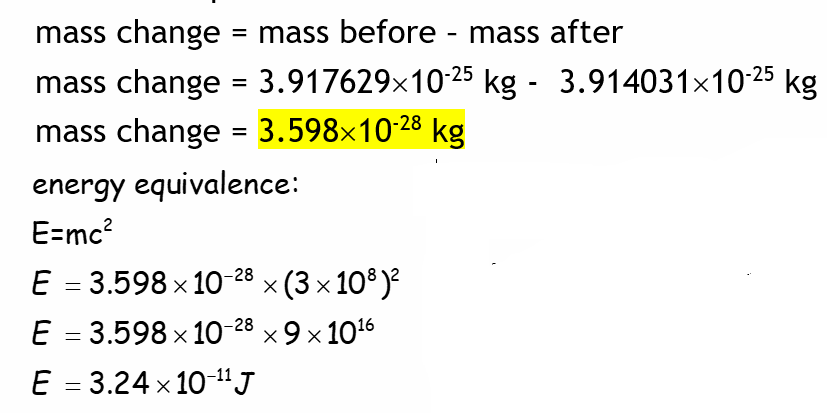 mass change = mass before - mass after
mass change = 3.917629×10⁻²⁵ kg - 3.914031×10⁻²⁵ kg
mass change = 3.598×10⁻²⁸ kg
energy equivalence:
E=mc²
E = 3.598 × 10⁻²⁸ × (3 × 10⁸)²
E = 3.598 × 10⁻²⁸ × 9 × 10¹⁶
E = 3.24 × 10⁻¹¹ J